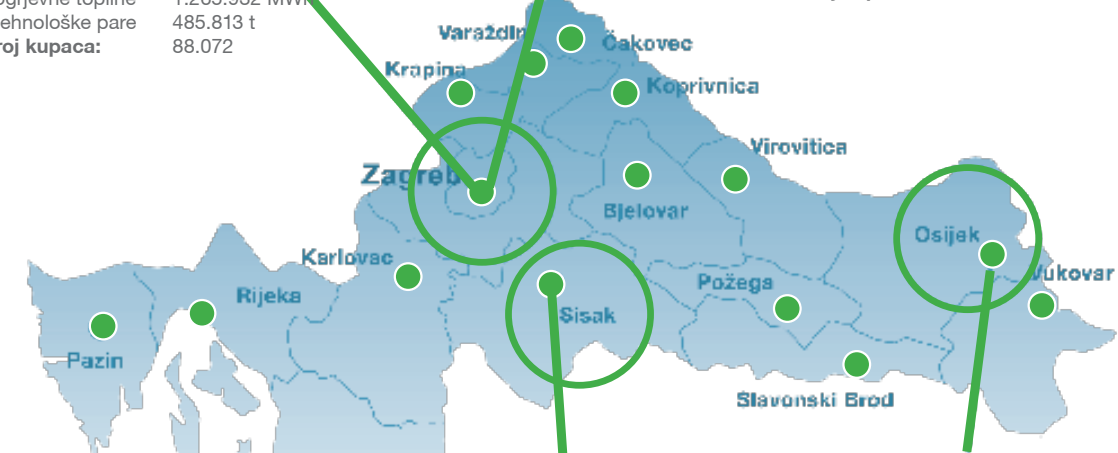 tehnološke pare 485.813 t
roj kupaca: 88.072
Varaždin
Čakovec
Krapina
Koprivnica
Virovitica
Zagreb
Bjelovar
Osijek
Karlovac
Vukovar
Požega
Rijeka
Sisak
Pazin
Slavonski Brod